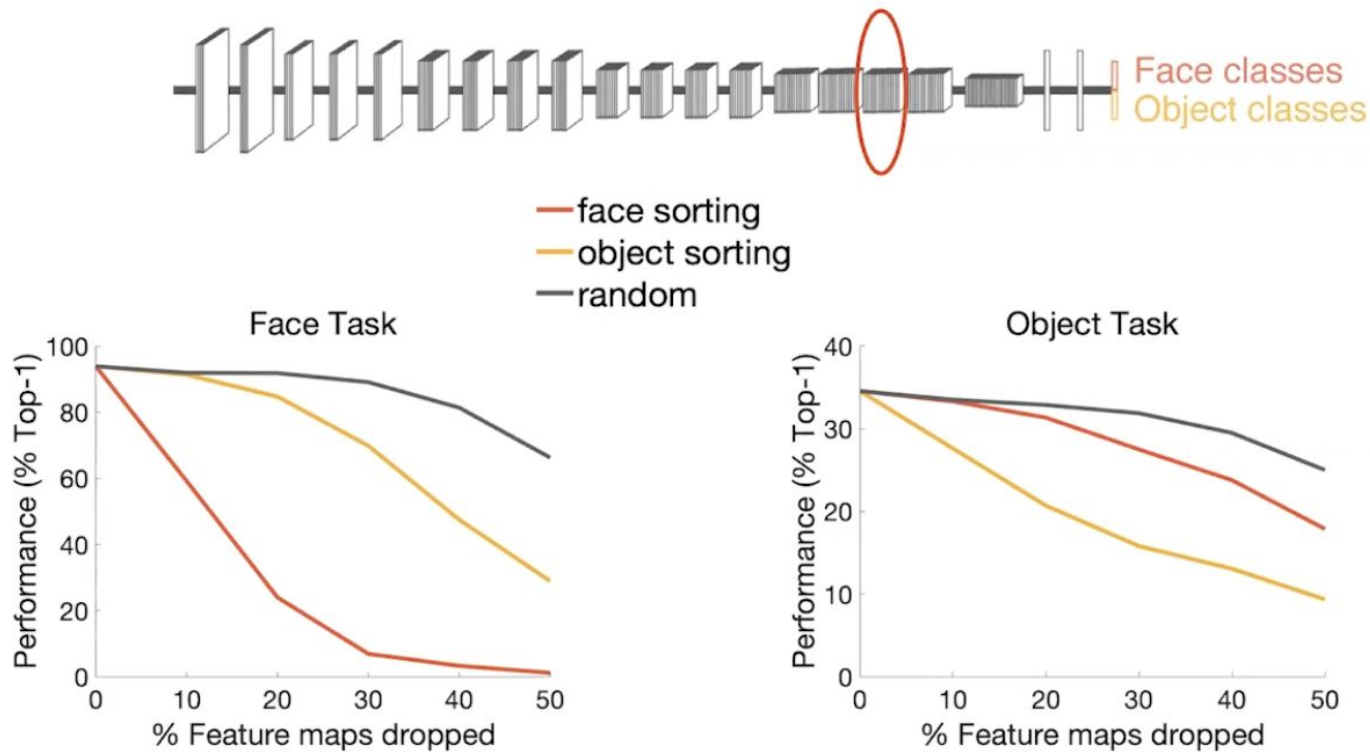 Face classes
Object classes
face sorting
object sorting
random
Face Task
Performance (% Top-1)
100
80
60
40
20
0
0 10 20 30 40 50
% Feature maps dropped
Object Task
Performance (% Top-1)
40
30
20
10
0
0 10 20 30 40 50
% Feature maps dropped